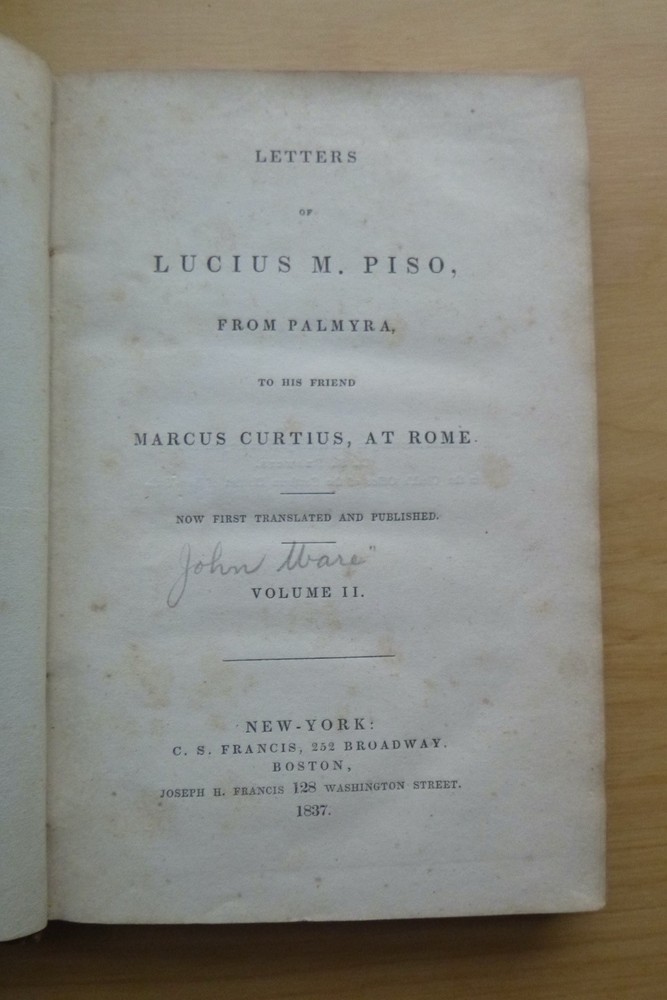 LETTERS
OF
LUCIUS M. PISO,
FROM PALMYRA,
TO HIS FRIEND
MARCUS CURTIUS, AT ROME.
NOW FIRST TRANSLATED AND PUBLISHED.
John Ware"
VOLUME II.
NEW-YORK:
C. S. FRANCIS, 252 BROADWAY.
BOSTON,
JOSEPH H. FRANCIS 128 WASHINGTON STREET.
1837.